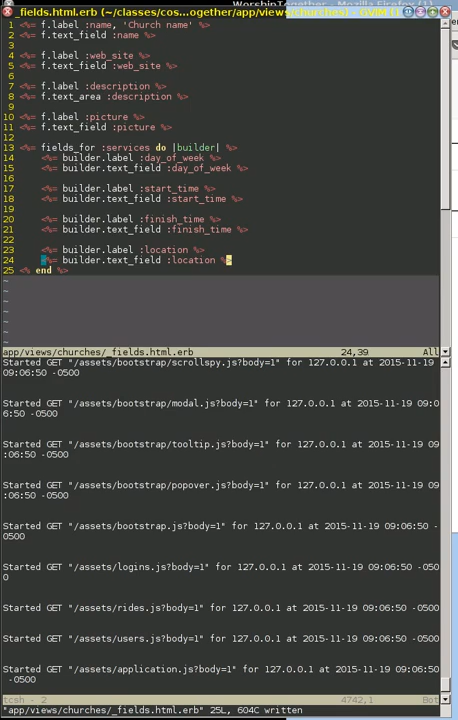 WorshipTogether - Mozilla Firefox
_fields.html.erb (~/classes/cos...ogether/app/views/churches) - GVIM
1 <%= f.label :name, 'Church name' %>
2 <%= f.text_field :name %>
3
4 <%= f.label :web_site %>
5 <%= f.text_field :web_site %>
6
7 <%= f.label :description %>
8 <%= f.text_area :description %>
9
10 <%= f.label :picture %>
11 <%= f.text_field :picture %>
12
13 <%= fields_for :services do |builder| %>
14     <%= builder.label :day_of_week %>
15     <%= builder.text_field :day_of_week %>
16
17     <%= builder.label :start_time %>
18     <%= builder.text_field :start_time %>
19
20     <%= builder.label :finish_time %>
21     <%= builder.text_field :finish_time %>
22
23     <%= builder.label :location %>
24     <%= builder.text_field :location %>
25 <% end %>
~
~
~
~
~
~
app/views/churches/_fields.html.erb 24,39 All
Started GET "/assets/bootstrap/scrollspy.js?body=1" for 127.0.0.1 at 2015-11-19
09:06:50 -0500
Started GET "/assets/bootstrap/modal.js?body=1" for 127.0.0.1 at 2015-11-19 09:0
6:50 -0500
Started GET "/assets/bootstrap/tooltip.js?body=1" for 127.0.0.1 at 2015-11-19 09
:06:50 -0500
Started GET "/assets/bootstrap/popover.js?body=1" for 127.0.0.1 at 2015-11-19 09
:06:50 -0500
Started GET "/assets/bootstrap.js?body=1" for 127.0.0.1 at 2015-11-19 09:06:50 -
0500
Started GET "/assets/logins.js?body=1" for 127.0.0.1 at 2015-11-19 09:06:50 -050
0
Started GET "/assets/rides.js?body=1" for 127.0.0.1 at 2015-11-19 09:06:50 -0500
Started GET "/assets/users.js?body=1" for 127.0.0.1 at 2015-11-19 09:06:50 -0500
Started GET "/assets/application.js?body=1" for 127.0.0.1 at 2015-11-19 09:06:50
 -0500
tcsh - 2 4742,1 Bot
"app/views/churches/_fields.html.erb" 25L, 604C written